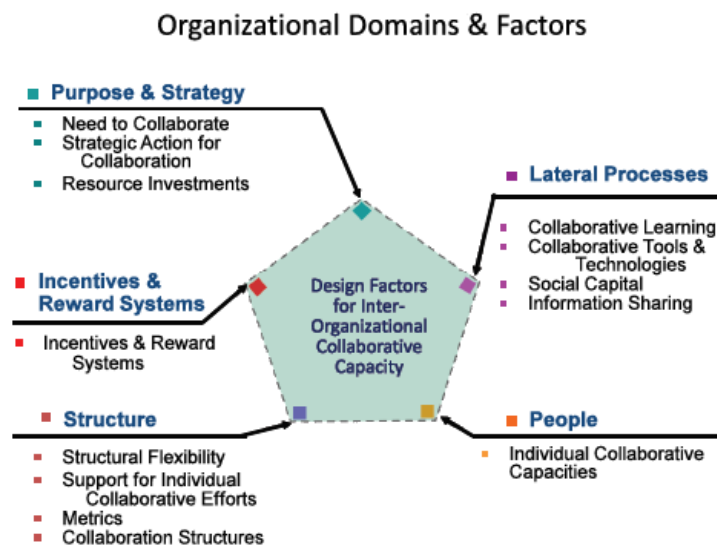 Organizational Domains & Factors
Purpose & Strategy
Need to Collaborate
Strategic Action for
Collaboration
Resource Investments
Lateral Processes
Collaborative Learning
Collaborative Tools &
Technologies
Social Capital
Information Sharing
Incentives &
Reward Systems
Incentives & Reward
Systems
Design Factors
for Inter-
Organizational
Collaborative
Capacity
Structure
Structural Flexibility
Support for Individual
Collaborative Efforts
Metrics
Collaboration Structures
People
Individual Collaborative
Capacities